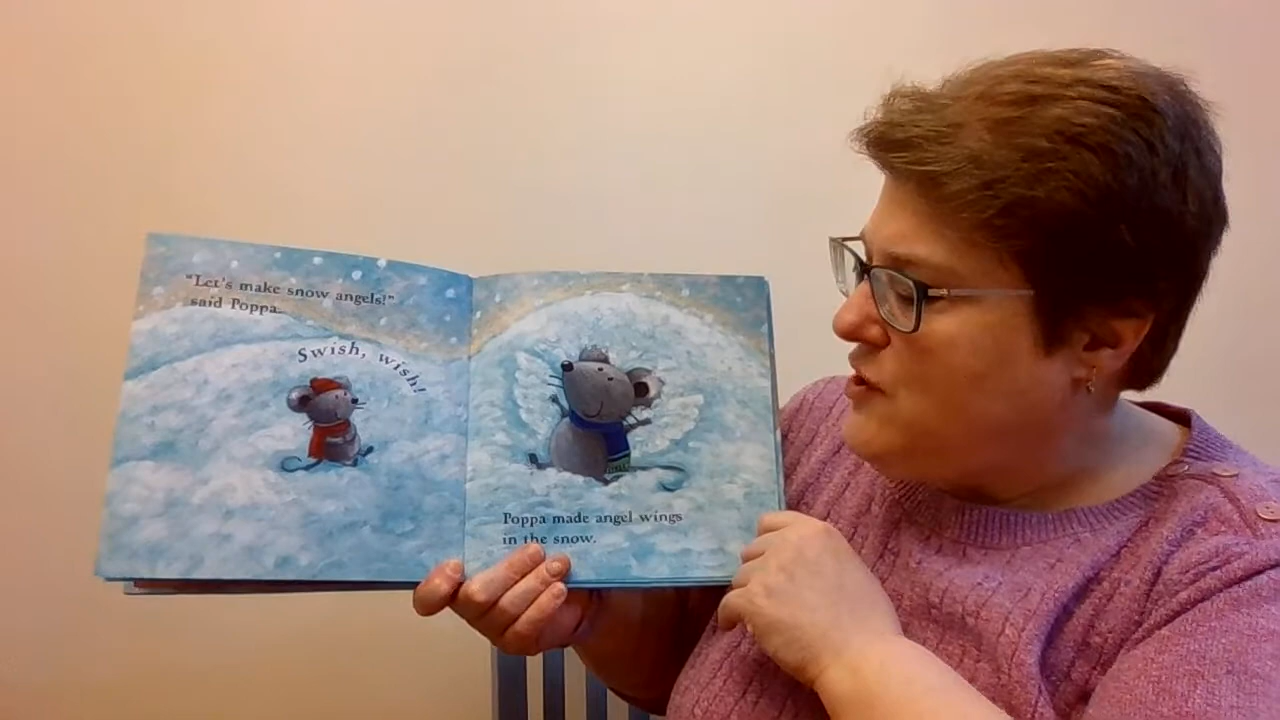 "Let's make snow angels!"
said Poppa.
Swish, wish!
Poppa made angel wings
in the snow.